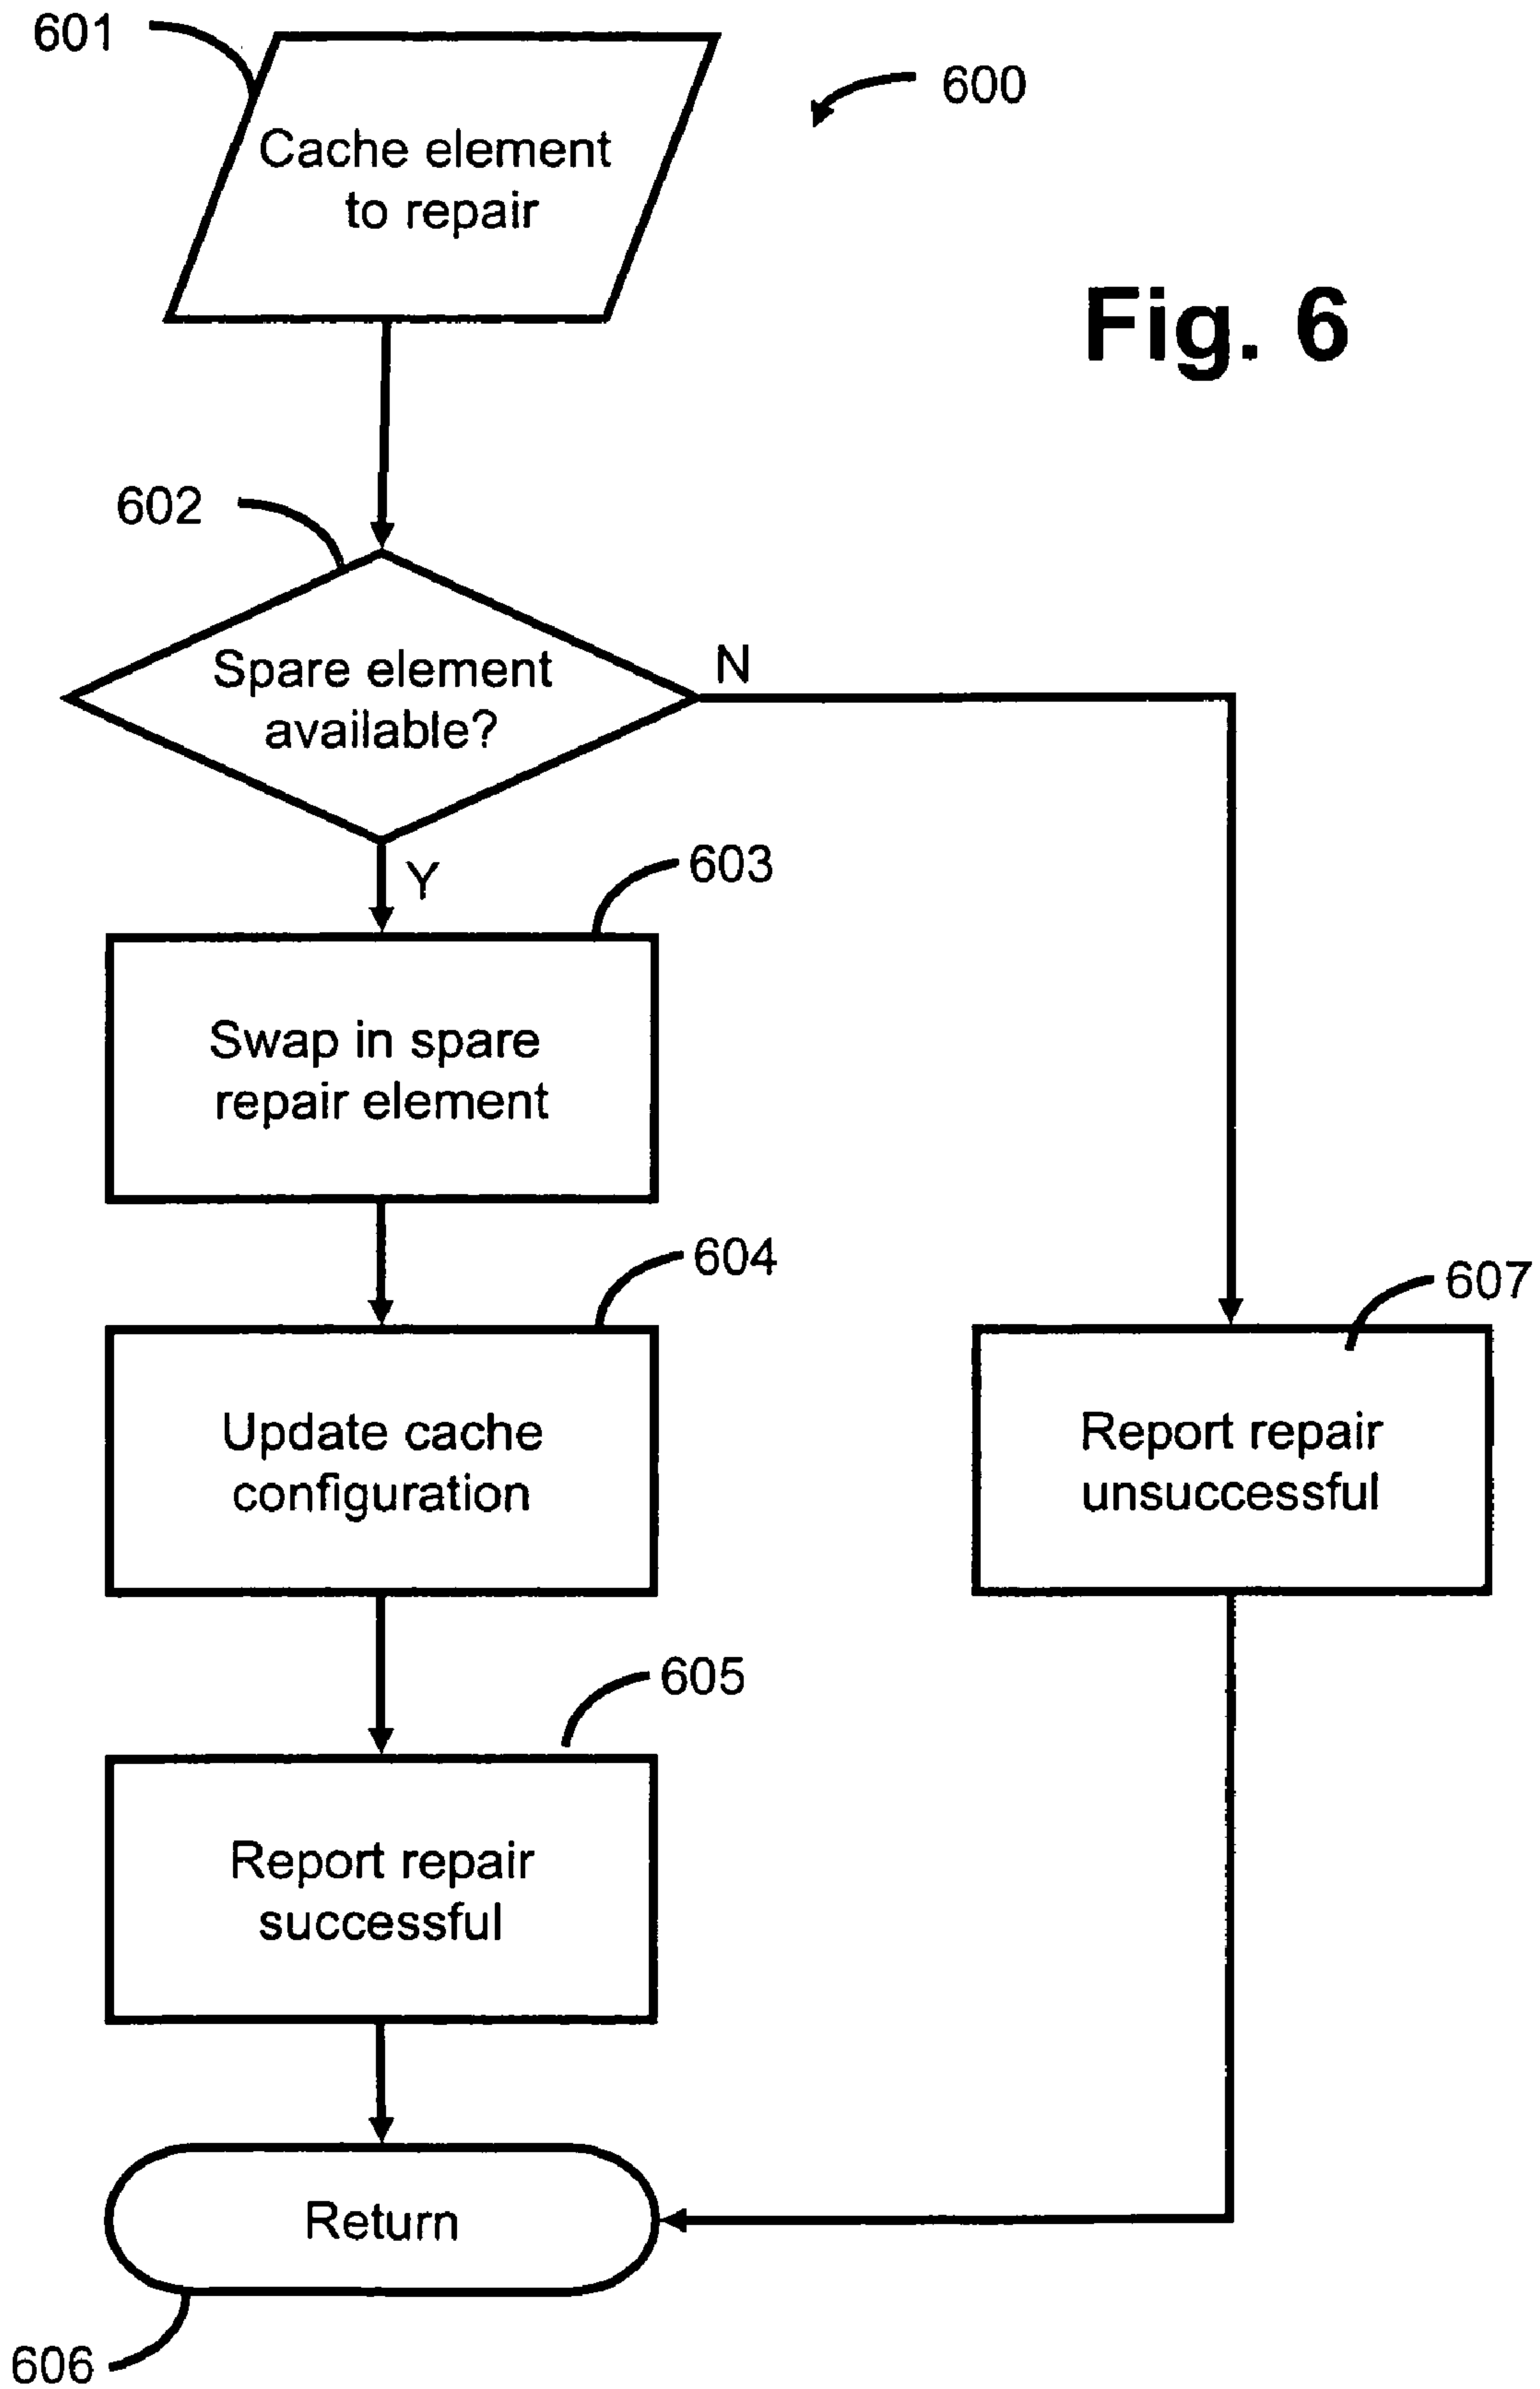 601
600
Cache element
to repair
Fig. 6
602
Spare element
available?
N
Y
603
Swap in spare
repair element
604
607
Update cache
configuration
Report repair
unsuccessful
605
Report repair
successful
Return
606